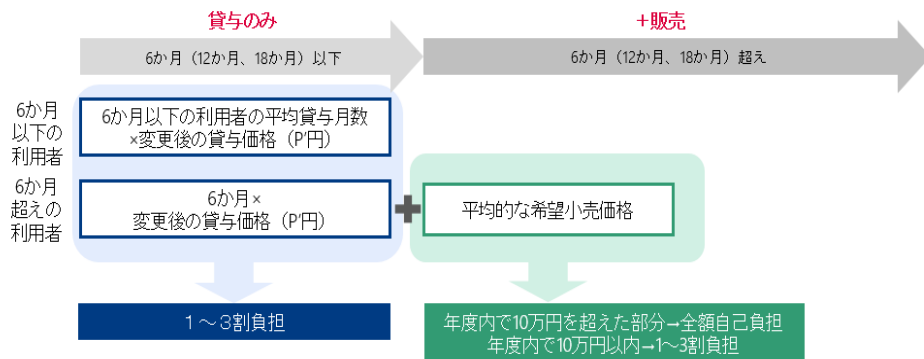 貸与のみ
＋販売
6か月（12か月、18か月）以下
6か月（12か月、18か月）超え
6か月
以下の
利用者
6か月以下の利用者の平均貸与月数
×変更後の貸与価格（P'円）
6か月
超えの
利用者
6か月×
変更後の貸与価格（P'円）
平均的な希望小売価格
１～３割負担
年度内で10万円を超えた部分→全額自己負担
年度内で10万円以内→1～3割負担